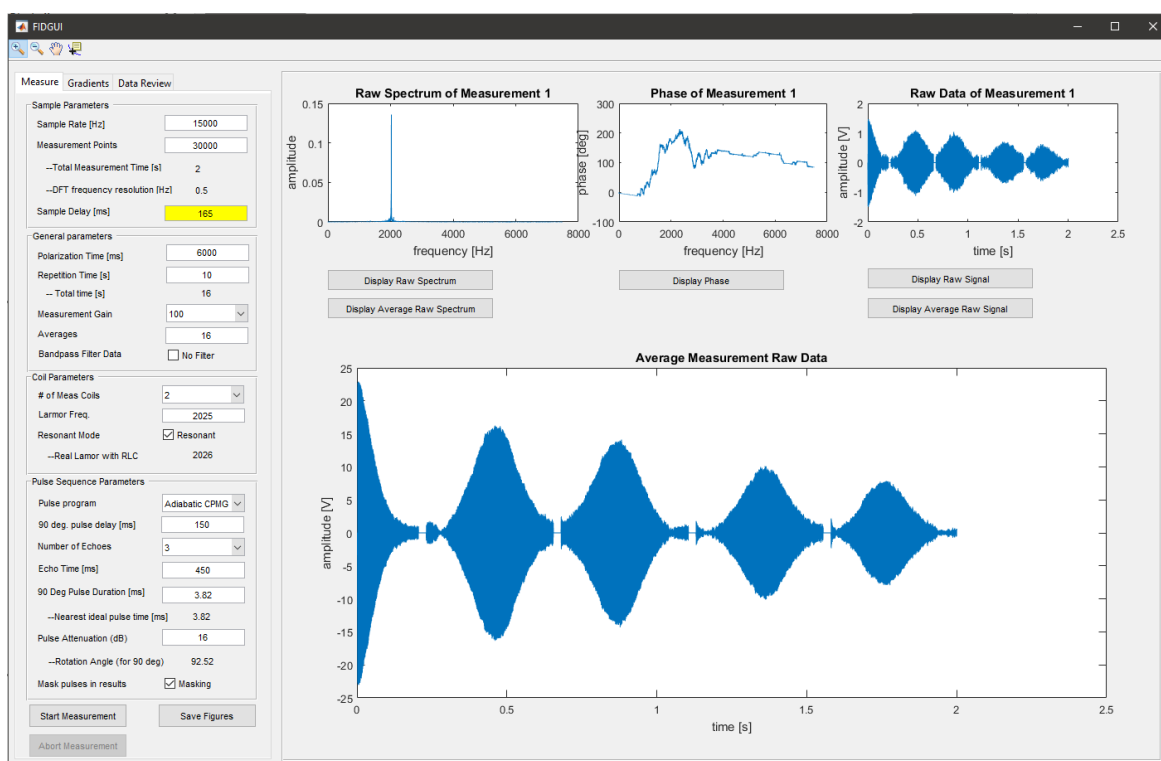 FIDGUI
Measure Gradients Data Review
Sample Parameters
Sample Rate [Hz] 15000
Measurement Points 30000
--Total Measurement Time [s] 2
--DFT frequency resolution [Hz] 0.5
Sample Delay [ms] 165
General parameters
Polarization Time [ms] 6000
Repetition Time [s] 10
-- Total time [s] 16
Measurement Gain 100
Averages 16
Bandpass Filter Data No Filter
Coil Parameters
# of Meas Coils 2
Larmor Freq. 2025
Resonant Mode Resonant
--Real Lamor with RLC 2026
Pulse Sequence Parameters
Pulse program Adiabatic CPMG
90 deg. pulse delay [ms] 150
Number of Echoes 3
Echo Time [ms] 450
90 Deg Pulse Duration [ms] 3.82
--Nearest ideal pulse time [ms] 3.82
Pulse Attenuation (dB) 16
--Rotation Angle (for 90 deg) 92.52
Mask pulses in results Masking
Start Measurement Save Figures
Abort Measurement
Raw Spectrum of Measurement 1
0.15
0.1
0.05
0
amplitude
0 2000 4000 6000 8000
frequency [Hz]
Display Raw Spectrum
Display Average Raw Spectrum
Phase of Measurement 1
300
200
100
0
-100
phase [deg]
0 2000 4000 6000 8000
frequency [Hz]
Display Phase
Raw Data of Measurement 1
2
1
0
-1
-2
amplitude [V]
0 0.5 1 1.5 2 2.5
time [s]
Display Raw Signal
Display Average Raw Signal
Average Measurement Raw Data
25
20
15
10
5
0
-5
-10
-15
-20
-25
amplitude [V]
0 0.5 1 1.5 2 2.5
time [s]